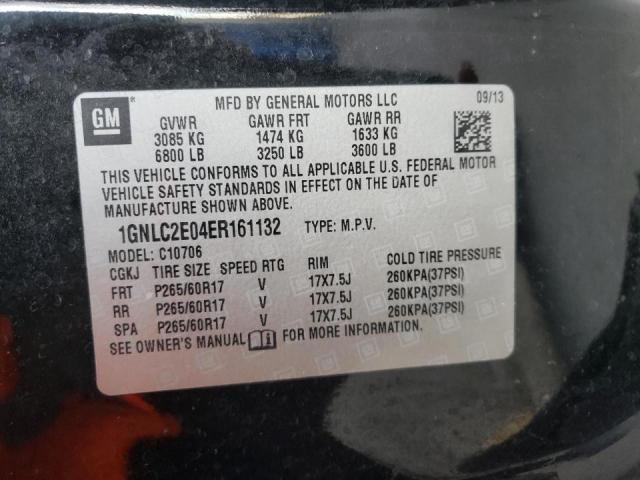 GM
MFD BY GENERAL MOTORS LLC 09/13
GVWR GAWR FRT GAWR RR
3085 KG 1474 KG 1633 KG
6800 LB 3250 LB 3600 LB
THIS VEHICLE CONFORMS TO ALL APPLICABLE U.S. FEDERAL MOTOR
VEHICLE SAFETY STANDARDS IN EFFECT ON THE DATE OF
MANUFACTURE SHOWN ABOVE.
1GNLC2E04ER161132 TYPE: M.P.V.
MODEL: C10706
CGKJ TIRE SIZE SPEED RTG RIM COLD TIRE PRESSURE
FRT P265/60R17 V 17X7.5J 260KPA(37PSI)
RR P265/60R17 V 17X7.5J 260KPA(37PSI)
SPA P265/60R17 V 17X7.5J 260KPA(37PSI)
SEE OWNER'S MANUAL FOR MORE INFORMATION.